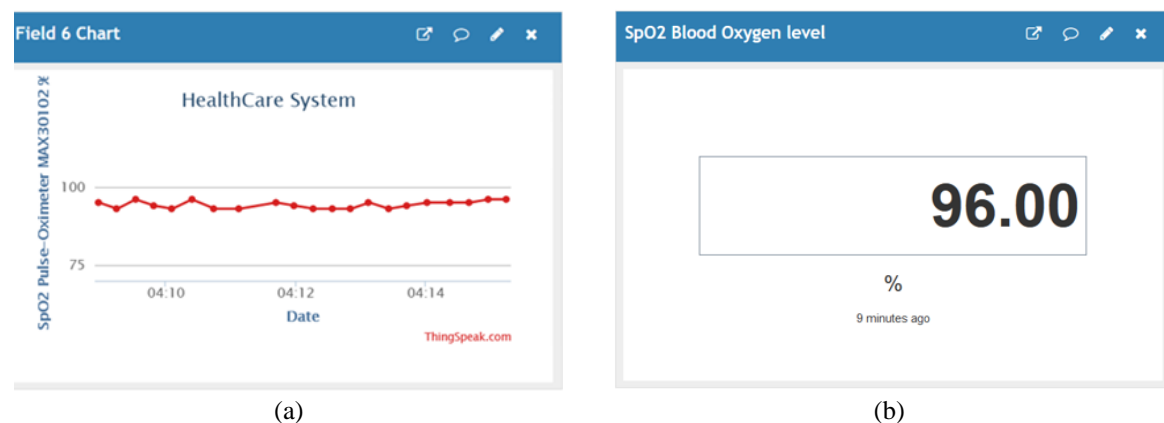 Field 6 Chart
HealthCare System
SpO2 Pulse-Oximeter MAX30102 %
100
75
04:10 04:12 04:14
Date
ThingSpeak.com
(a)
SpO2 Blood Oxygen level
96.00
%
9 minutes ago
(b)